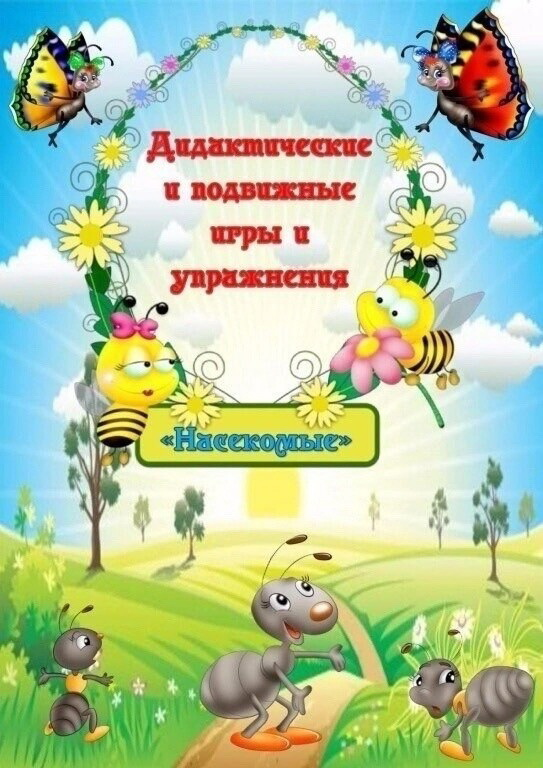 Дидактические
и подвижные
игры и
упражнения
«Насекомые»